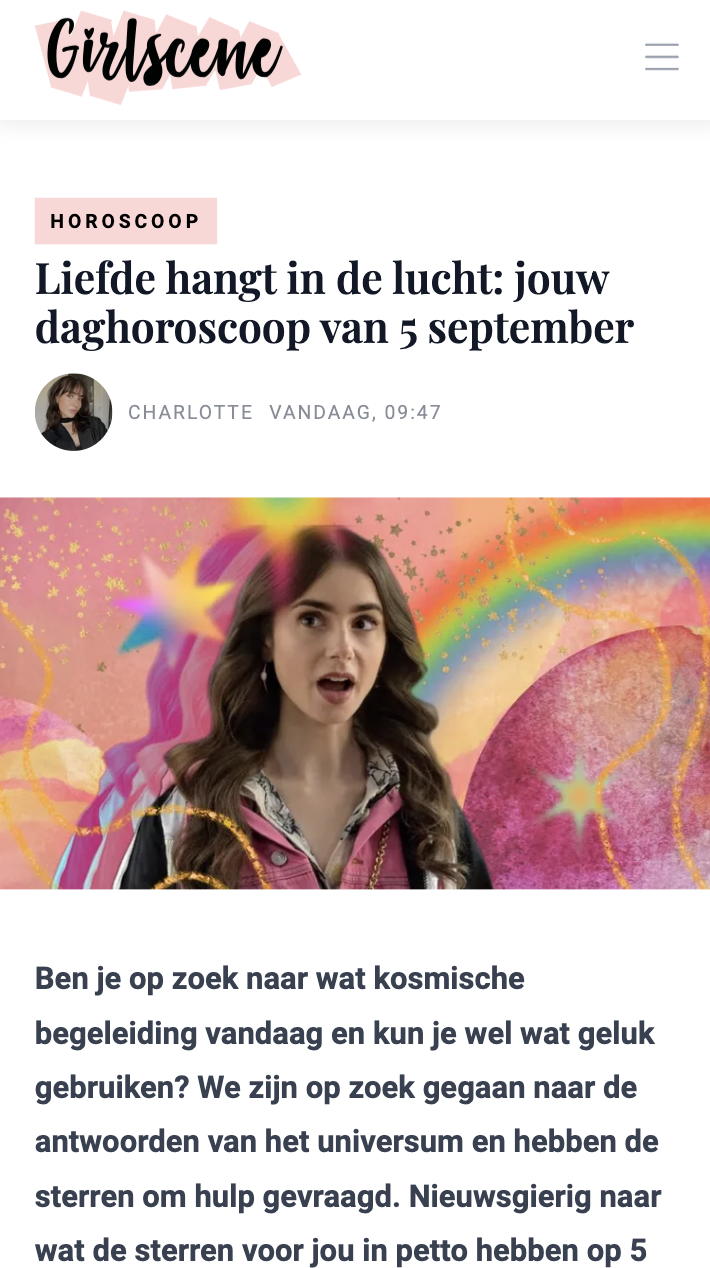 Girlscene
HOROSCOOP
Liefde hangt in de lucht: jouw
daghoroscoop van 5 september
CHARLOTTE VANDAAG, 09:47
Ben je op zoek naar wat kosmische
begeleiding vandaag en kun je wel wat geluk
gebruiken? We zijn op zoek gegaan naar de
antwoorden van het universum en hebben de
sterren om hulp gevraagd. Nieuwsgierig naar
wat de sterren voor jou in petto hebben op 5